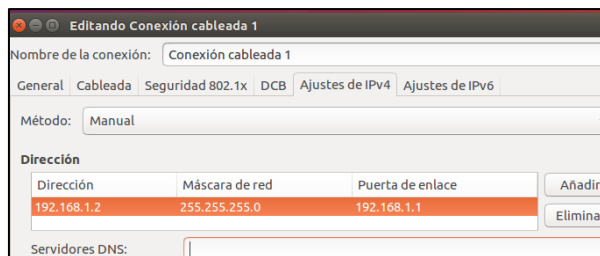 Editando Conexión cableada 1
Nombre de la conexión: Conexión cableada 1
General Cableada Seguridad 802.1x DCB Ajustes de IPv4 Ajustes de IPv6
Método: Manual
Dirección
Dirección Máscara de red Puerta de enlace Añadir
192.168.1.2 255.255.255.0 192.168.1.1
Elimina
Servidores DNS: